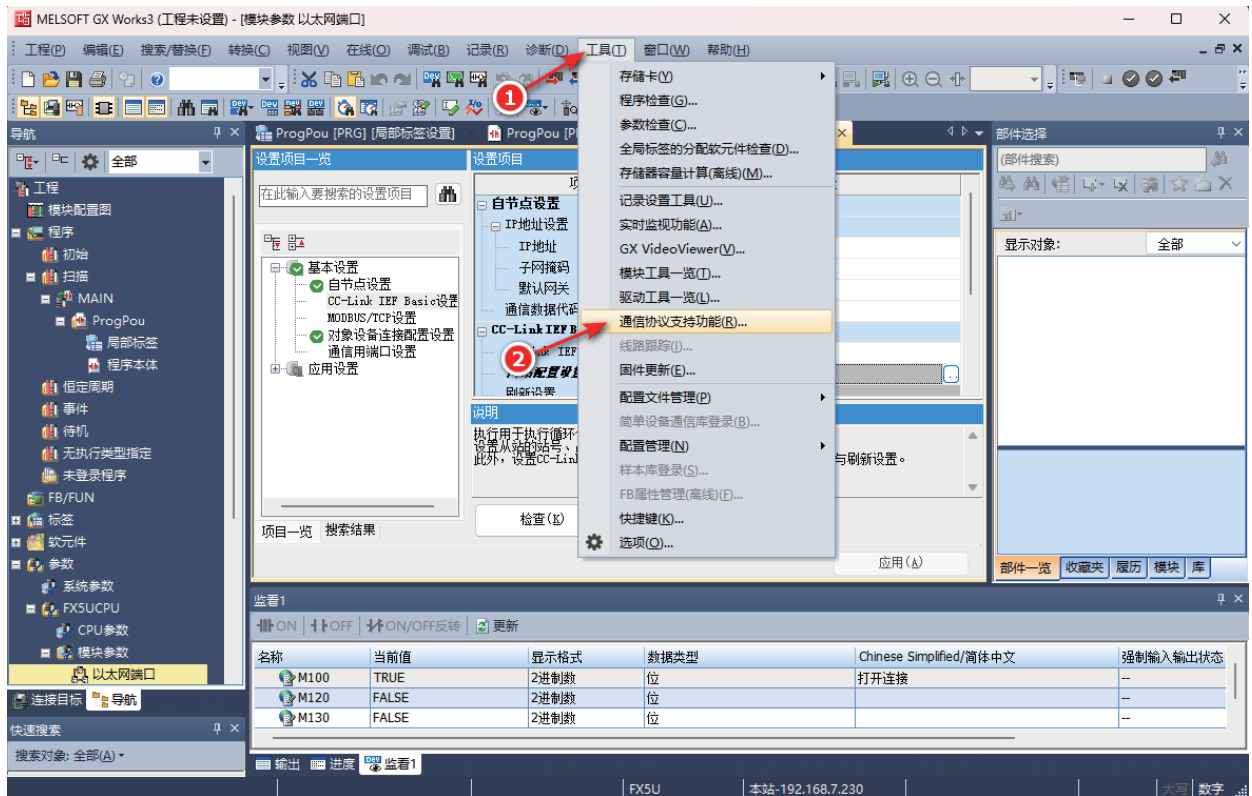 MELSOFT GX Works3 (工程未设置) - [模块参数 以太网端口]
工程(P) 编辑(E) 搜索/替换(F) 转换(C) 视图(V) 在线(O) 调试(B) 记录(R) 诊断(D) 工具(T) 窗口(W) 帮助(H)
1
导航
全部
工程
模块配置图
程序
初始
扫描
MAIN
ProgPou
局部标签
程序本体
恒定周期
事件
待机
无执行类型指定
未登录程序
FB/FUN
标签
软元件
参数
系统参数
FX5UCPU
CPU参数
模块参数
以太网端口
连接目标 导航
快速搜索
搜索对象: 全部(A)
ProgPou [PRG] [局部标签设置] ProgPou [P
设置项目一览
在此输入要搜索的设置项目
基本设置
自节点设置
CC-Link IEF Basic设置
MODBUS/TCP设置
对象设备连接配置设置
通信用端口设置
应用设置
项目一览 搜索结果
设置项目
自节点设置
IP地址设置
IP地址
子网掩码
默认网关
通信数据代码
CC-Link IEF B
刷新设置
说明
执行用于执行循环
设置从站的站号、
此外，设置CC-Lin
与刷新设置。
检查(K)
应用(A)
存储卡(Y)
程序检查(G)...
参数检查(C)...
全局标签的分配软元件检查(D)...
存储器容量计算(离线)(M)...
记录设置工具(U)...
实时监视功能(A)...
GX VideoViewer(V)...
模块工具一览(T)...
驱动工具一览(L)...
通信协议支持功能(R)...
2
线路跟踪(I)...
固件更新(E)...
配置文件管理(P)
简单设备通信库登录(B)...
配置管理(N)
样本库登录(S)...
FB属性管理(离线)(F)...
快捷键(K)...
选项(O)...
部件选择
(部件搜索)
显示对象: 全部
部件一览 收藏夹 履历 模块 库
监看1
ON OFF ON/OFF反转 更新
名称 当前值 显示格式 数据类型 Chinese Simplified/简体中文 强制输入输出状态
M100 TRUE 2进制数 位 打开连接 --
M120 FALSE 2进制数 位 --
M130 FALSE 2进制数 位 --
输出 进度 监看1
FX5U 本站-192.168.7.230 大写 数字